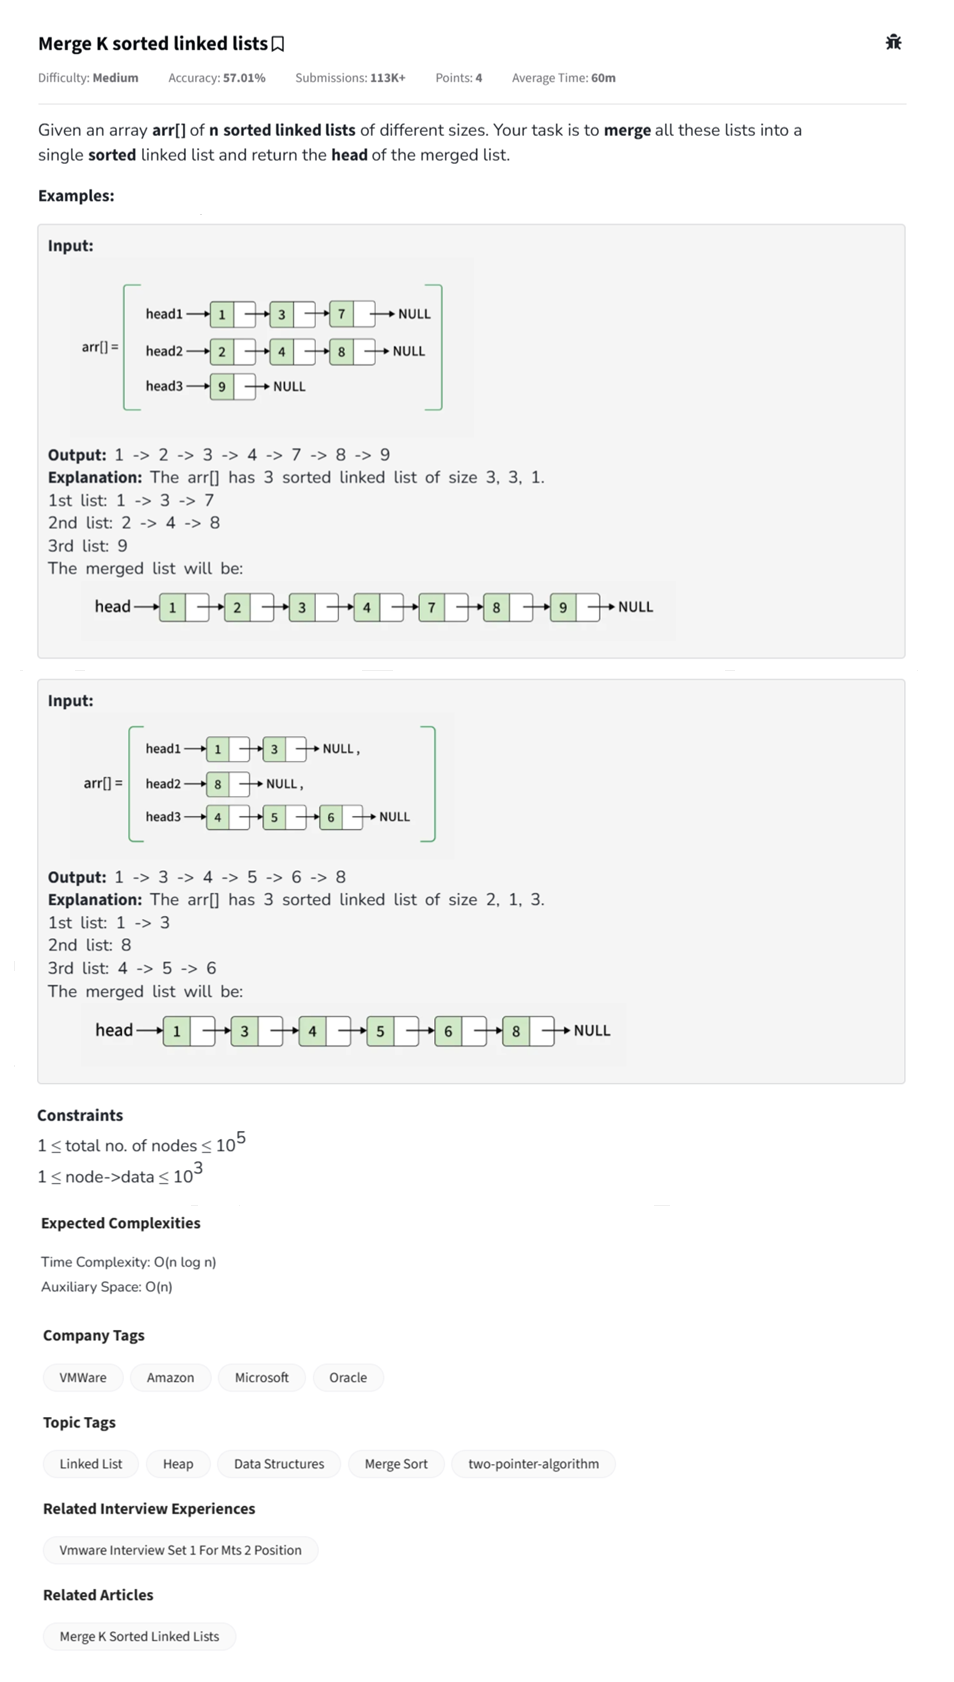 Merge K sorted linked lists
Difficulty: Medium Accuracy: 57.01% Submissions: 113K+ Points: 4 Average Time: 60m
Given an array arr[] of n sorted linked lists of different sizes. Your task is to merge all these lists into a
single sorted linked list and return the head of the merged list.
Examples:
Input:
head1 1 3 7 NULL
arr[] = head2 2 4 8 NULL
head3 9 NULL
Output: 1 -> 2 -> 3 -> 4 -> 7 -> 8 -> 9
Explanation: The arr[] has 3 sorted linked list of size 3, 3, 1.
1st list: 1 -> 3 -> 7
2nd list: 2 -> 4 -> 8
3rd list: 9
The merged list will be:
head 1 2 3 4 7 8 9 NULL
Input:
head1 1 3 NULL ,
arr[] = head2 8 NULL ,
head3 4 5 6 NULL
Output: 1 -> 3 -> 4 -> 5 -> 6 -> 8
Explanation: The arr[] has 3 sorted linked list of size 2, 1, 3.
1st list: 1 -> 3
2nd list: 8
3rd list: 4 -> 5 -> 6
The merged list will be:
head 1 3 4 5 6 8 NULL
Constraints
1 ≤ total no. of nodes ≤ 10^5
1 ≤ node->data ≤ 10^3
Expected Complexities
Time Complexity: O(n log n)
Auxiliary Space: O(n)
Company Tags
VMWare Amazon Microsoft Oracle
Topic Tags
Linked List Heap Data Structures Merge Sort two-pointer-algorithm
Related Interview Experiences
Vmware Interview Set 1 For Mts 2 Position
Related Articles
Merge K Sorted Linked Lists